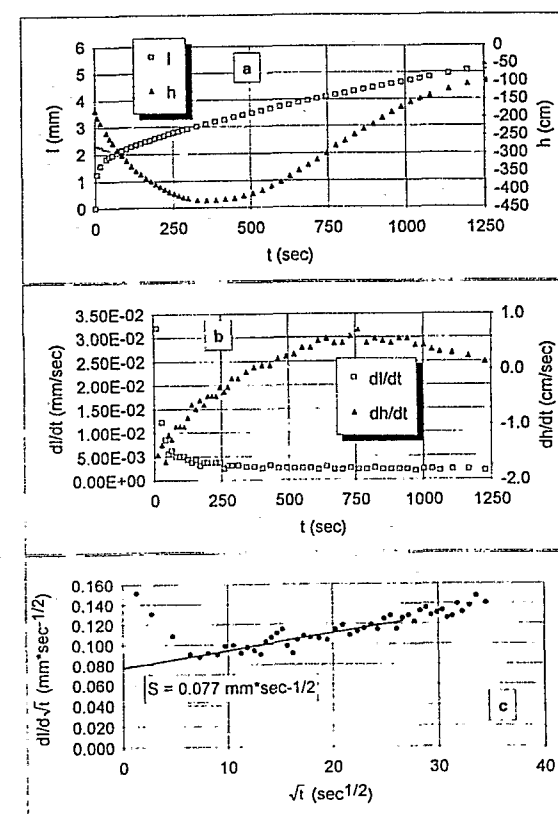 6
5
4
3
2
1
0
l (mm)
l
h
a
0
-50
-100
-150
-200
-250
-300
-350
-400
-450
h (cm)
0
250
500
750
1000
1250
t (sec)
3.50E-02
3.00E-02
2.50E-02
2.00E-02
1.50E-02
1.00E-02
5.00E-03
0.00E+00
dl/dt (mm/sec)
b
dl/dt
dh/dt
1.0
0.0
-1.0
-2.0
dh/dt (cm/sec)
0
250
500
750
1000
1250
t (sec)
0.160
0.140
0.120
0.100
0.080
0.060
0.040
0.020
0.000
dl/d√t (mm*sec-1/2)
S = 0.077 mm*sec-1/2
c
0
10
20
30
40
√t (sec1/2)